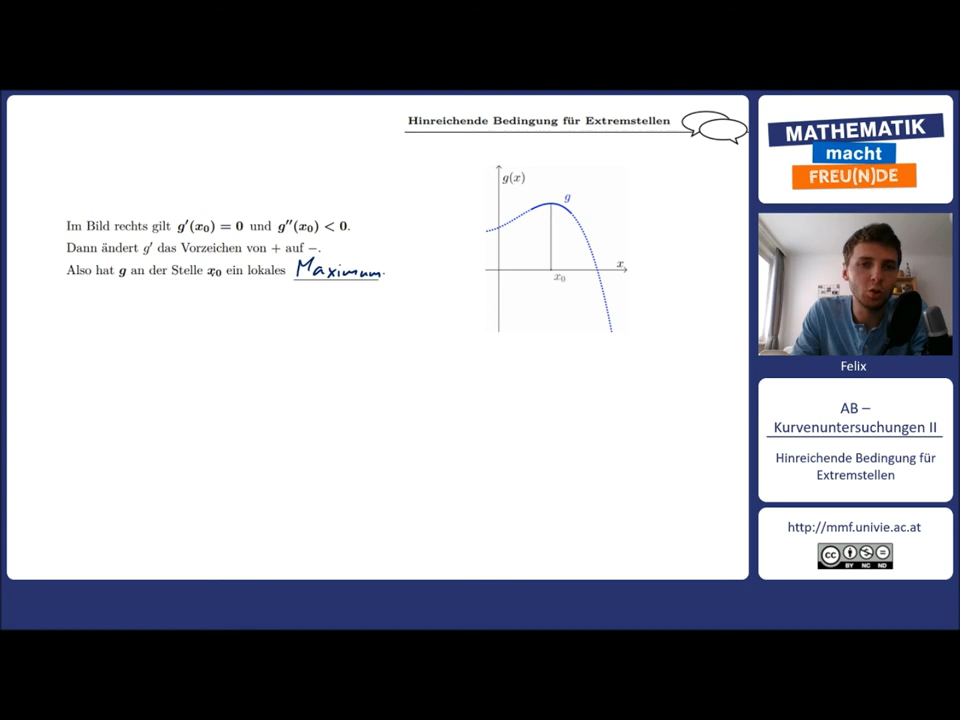 Hinreichende Bedingung für Extremstellen
Im Bild rechts gilt g′(x₀) = 0 und g″(x₀) < 0.
Dann ändert g′ das Vorzeichen von + auf −.
Also hat g an der Stelle x₀ ein lokales Maximum.
g(x)
g
x
x₀
MATHEMATIK
macht
FREU(N)DE
Felix
AB –
Kurvenuntersuchungen II
Hinreichende Bedingung für
Extremstellen
http://mmf.univie.ac.at
cc
BY NC ND